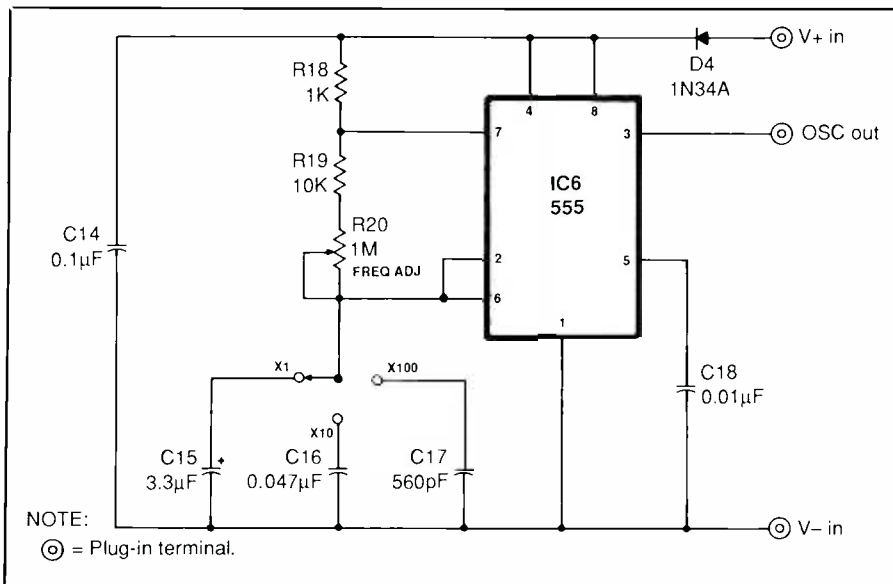 V+ in
D4
1N34A
R18
1K
4
8
7
3
OSC out
R19
10K
IC6
555
R20
1M
FREQ ADJ
C14
0.1µF
2
5
6
1
X1
X100
X10
C18
0.01µF
C15
3.3µF
+
C16
0.047µF
C17
560pF
V– in
NOTE:
= Plug-in terminal.